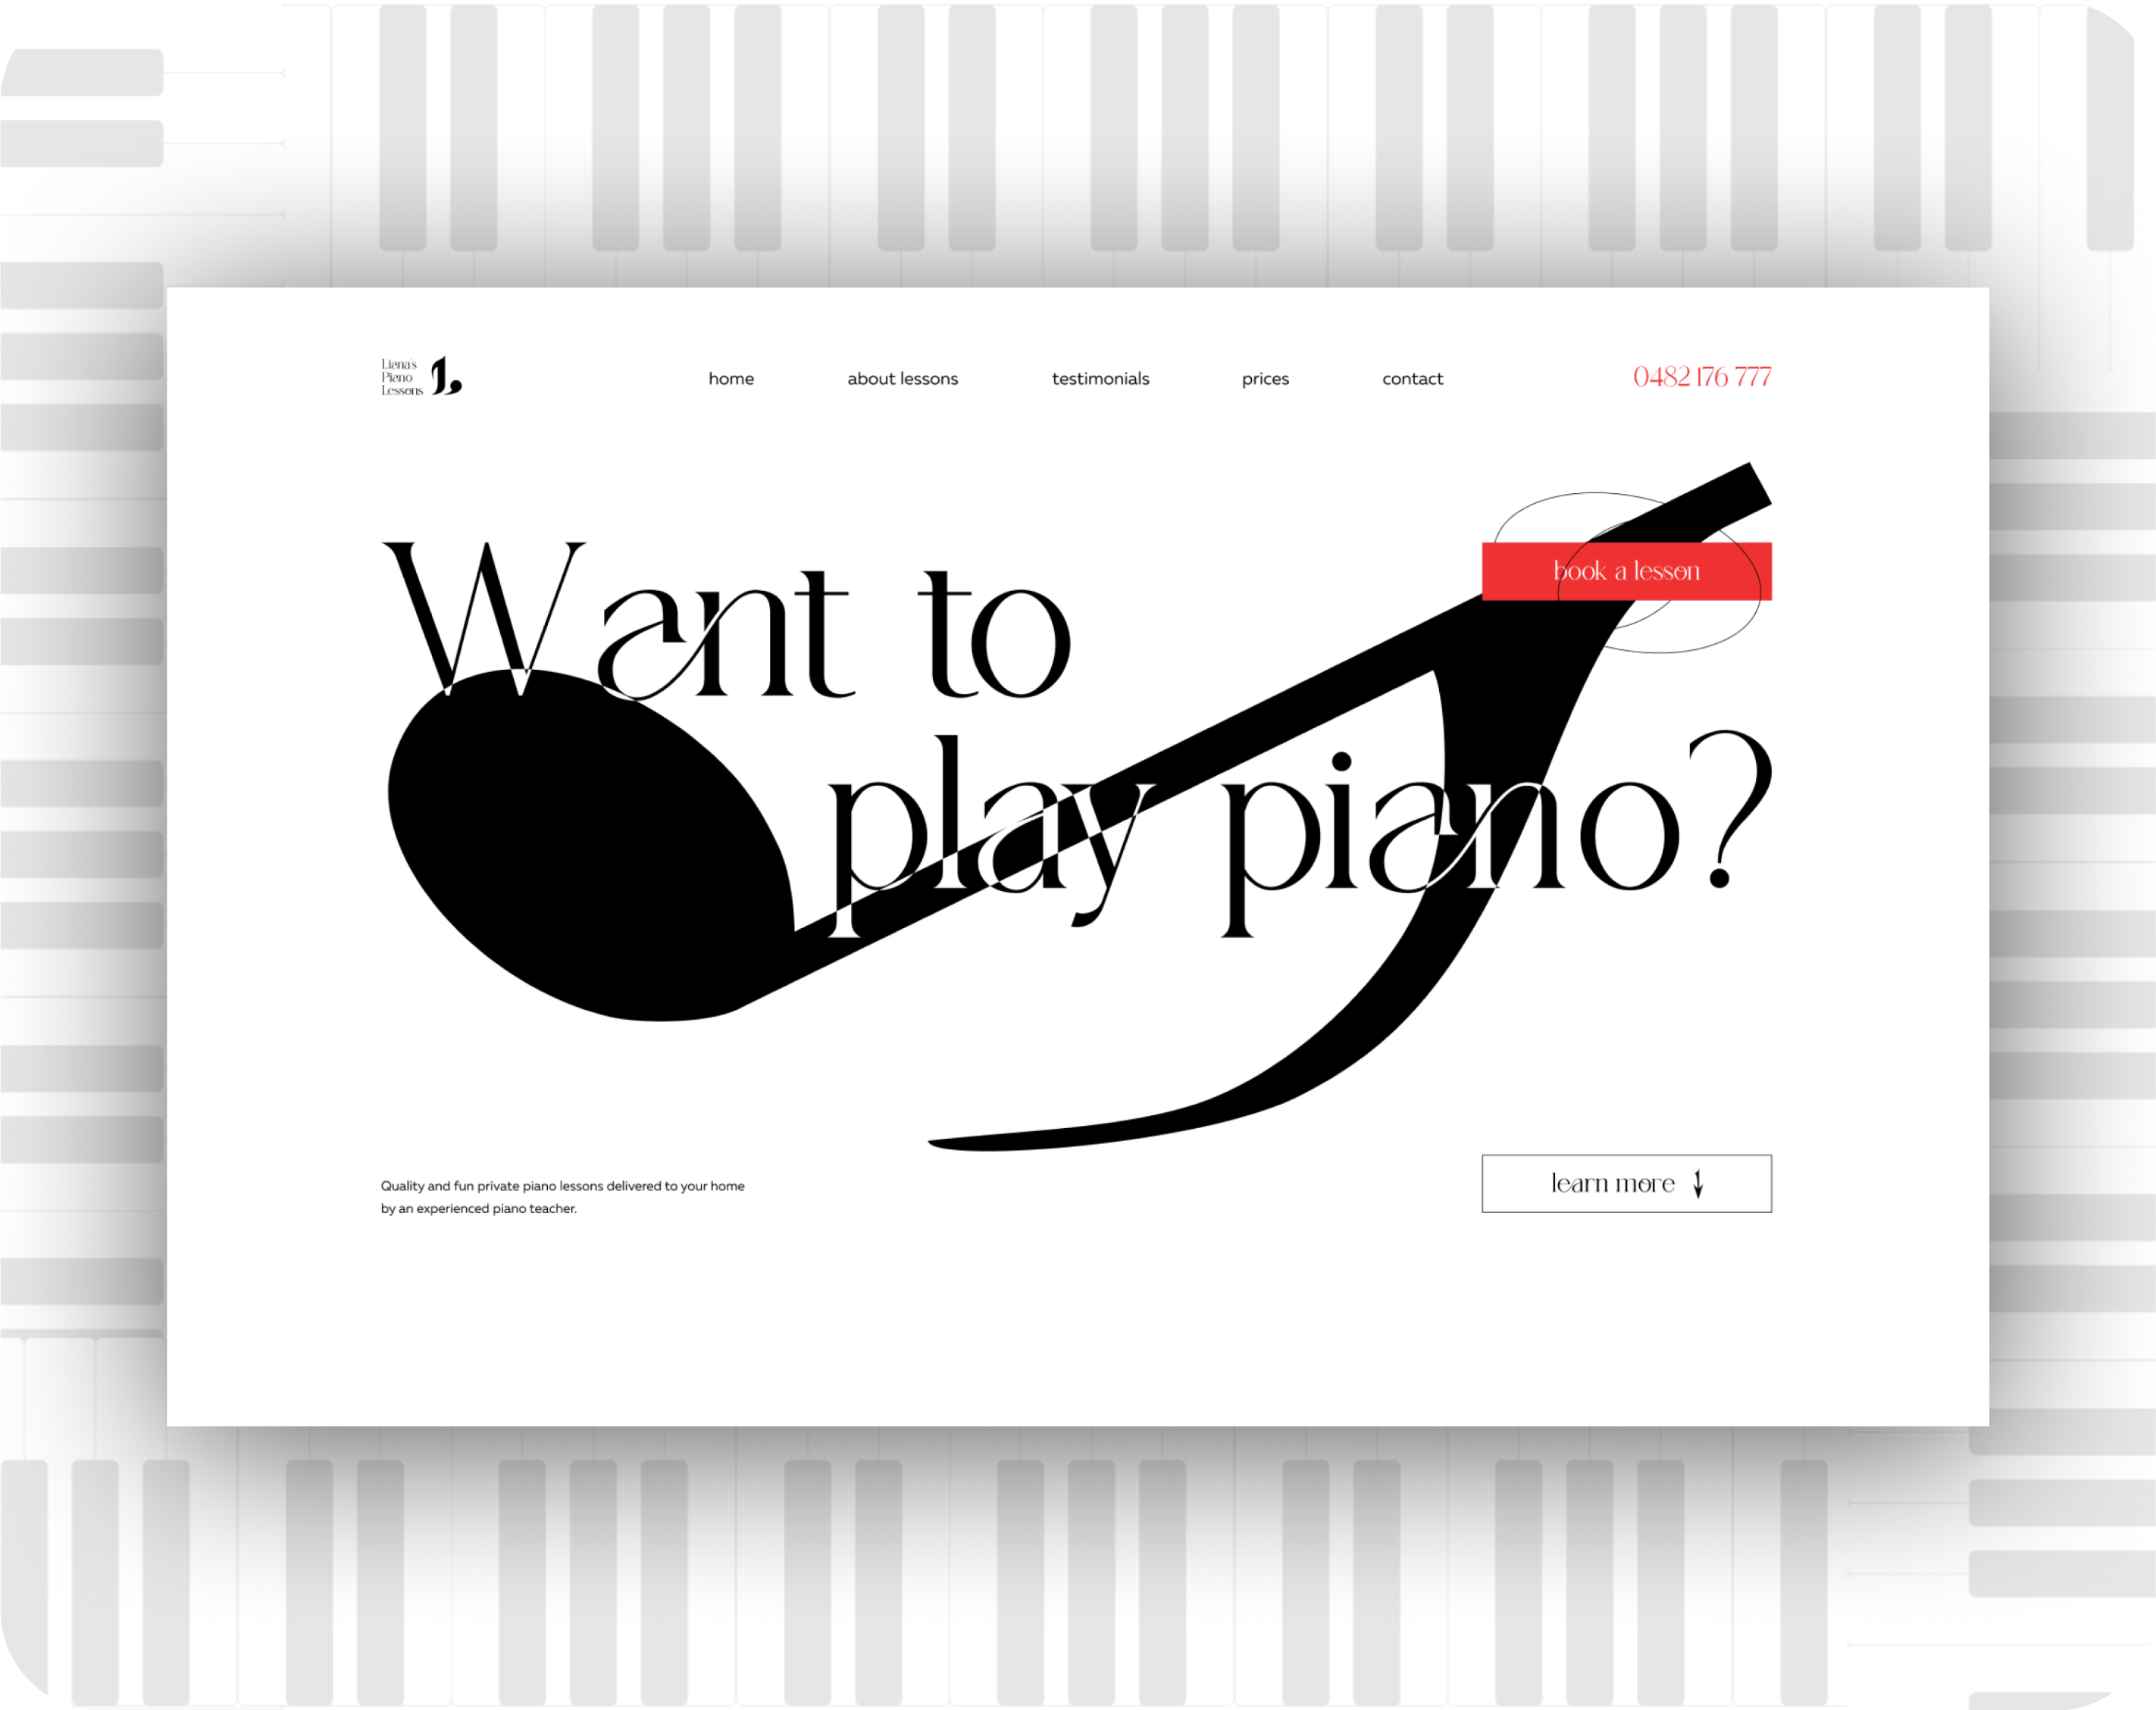 Liana's
Piano
Lessons
home
about lessons
testimonials
prices
contact
0482 176 777
Want to
play piano?
book a lesson
Quality and fun private piano lessons delivered to your home
by an experienced piano teacher.
learn more